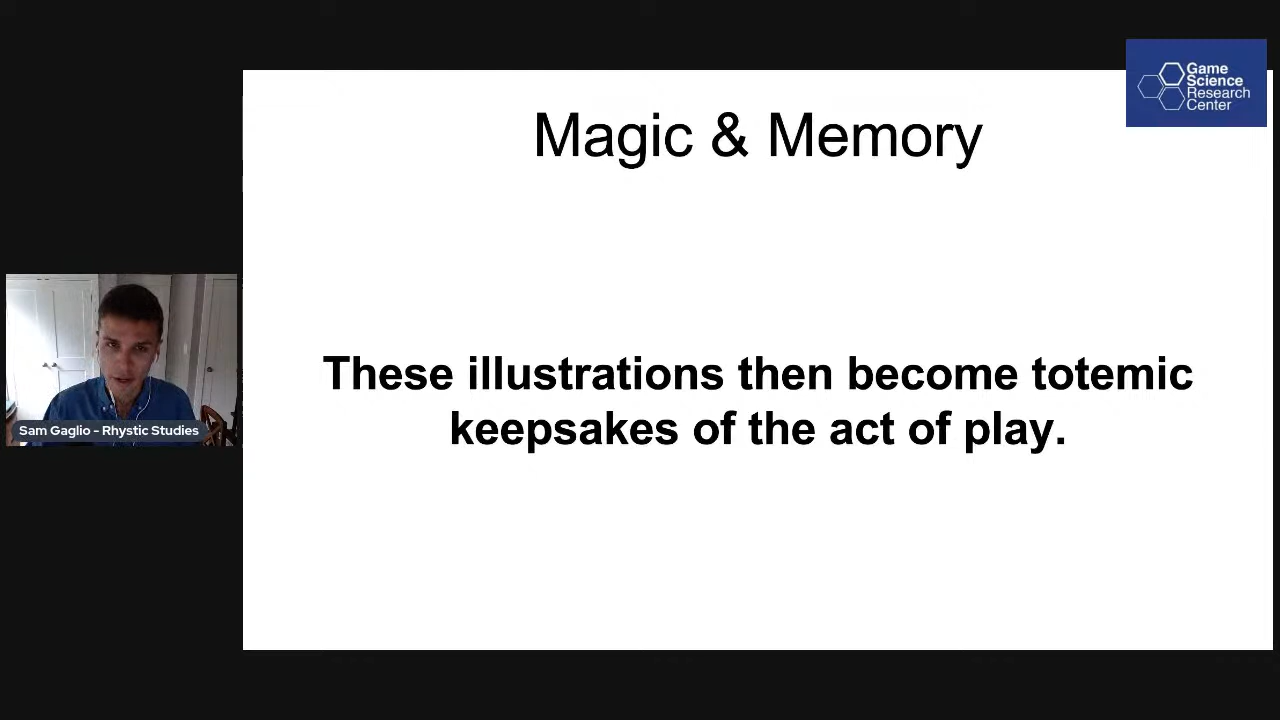 Game
Science
Research
Center
Magic & Memory
These illustrations then become totemic
keepsakes of the act of play.
Sam Gaglio - Rhystic Studies